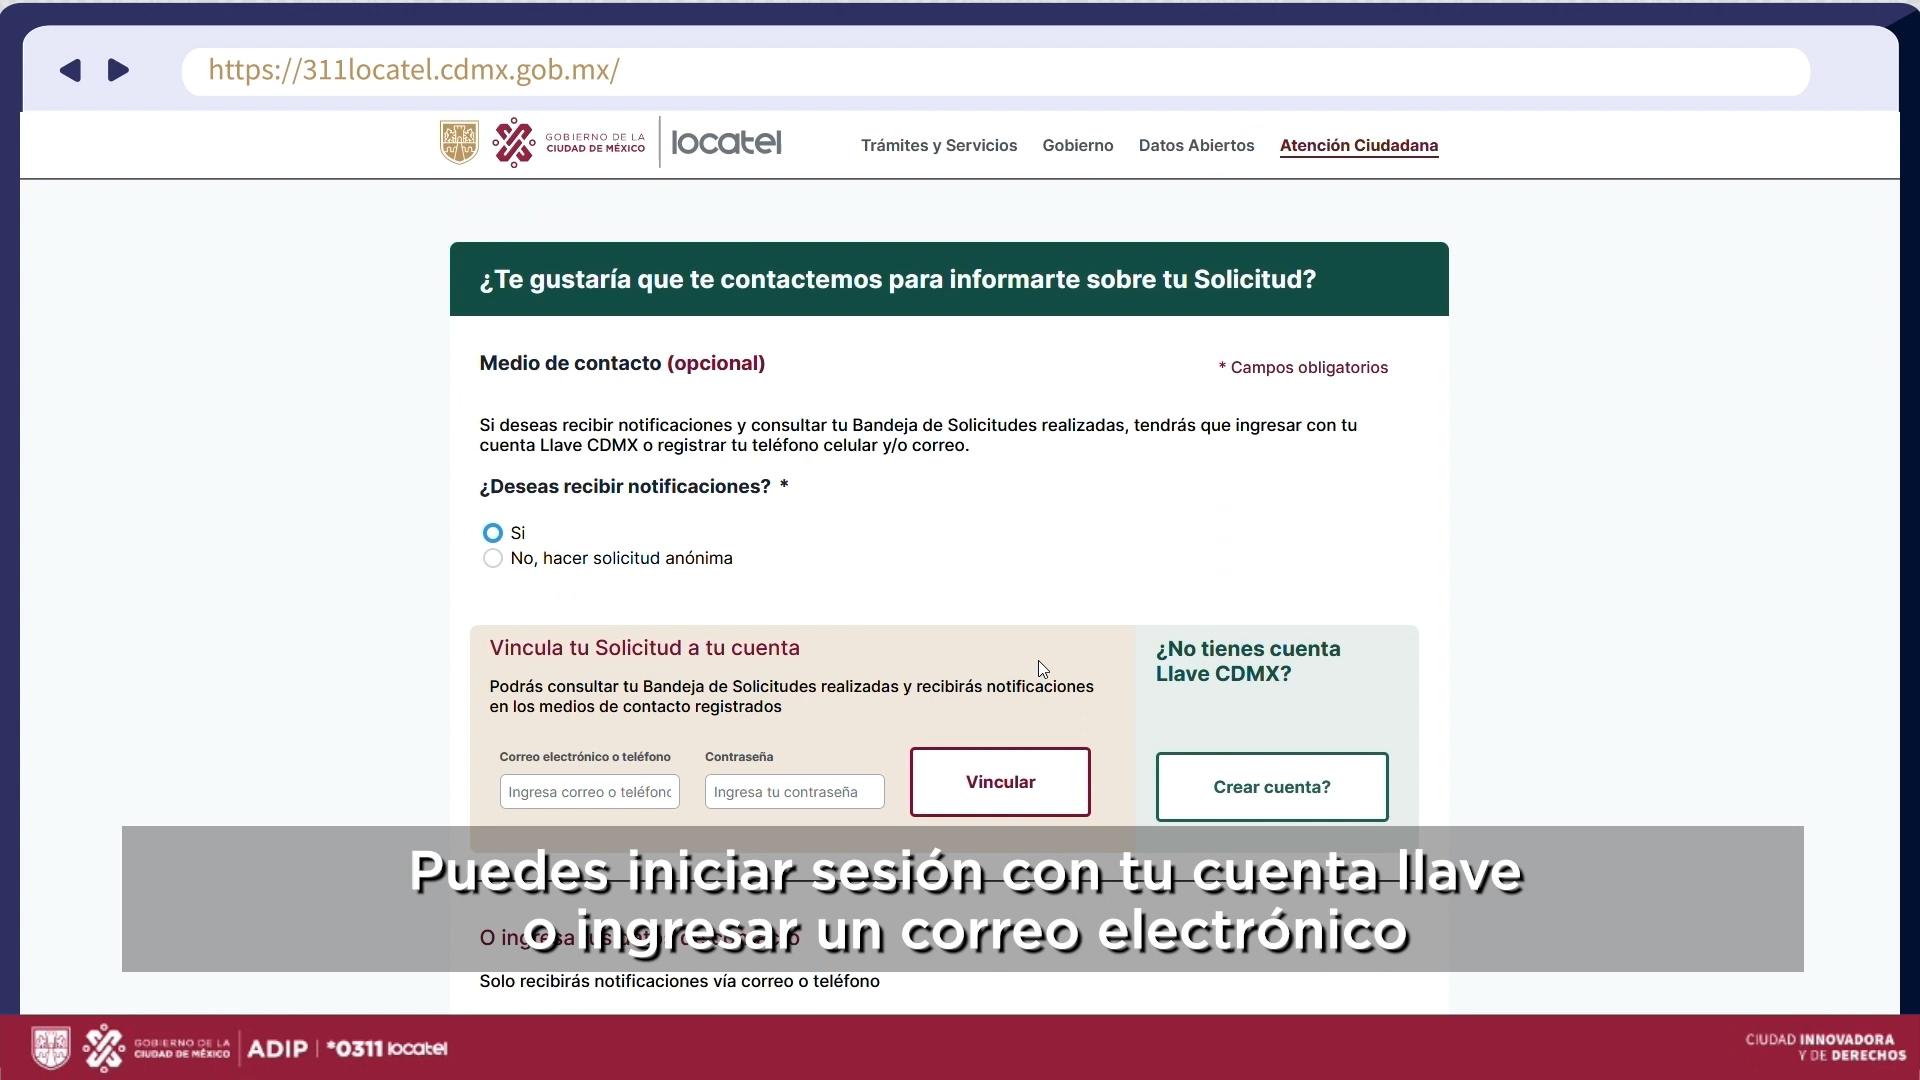 https://311locatel.cdmx.gob.mx/
GOBIERNO DE LA
CIUDAD DE MÉXICO
locatel
Trámites y Servicios Gobierno Datos Abiertos Atención Ciudadana
¿Te gustaría que te contactemos para informarte sobre tu Solicitud?
Medio de contacto (opcional)
* Campos obligatorios
Si deseas recibir notificaciones y consultar tu Bandeja de Solicitudes realizadas, tendrás que ingresar con tu
cuenta Llave CDMX o registrar tu teléfono celular y/o correo.
¿Deseas recibir notificaciones? *
Si
No, hacer solicitud anónima
Vincula tu Solicitud a tu cuenta
Podrás consultar tu Bandeja de Solicitudes realizadas y recibirás notificaciones
en los medios de contacto registrados
Correo electrónico o teléfono
Ingresa correo o teléfono
Contraseña
Ingresa tu contraseña
Vincular
¿No tienes cuenta
Llave CDMX?
Crear cuenta?
Puedes iniciar sesión con tu cuenta llave
o ingresar un correo electrónico
Solo recibirás notificaciones vía correo o teléfono
GOBIERNO DE LA
CIUDAD DE MÉXICO
ADIP
*0311 locatel
CIUDAD INNOVADORA
Y DE DERECHOS